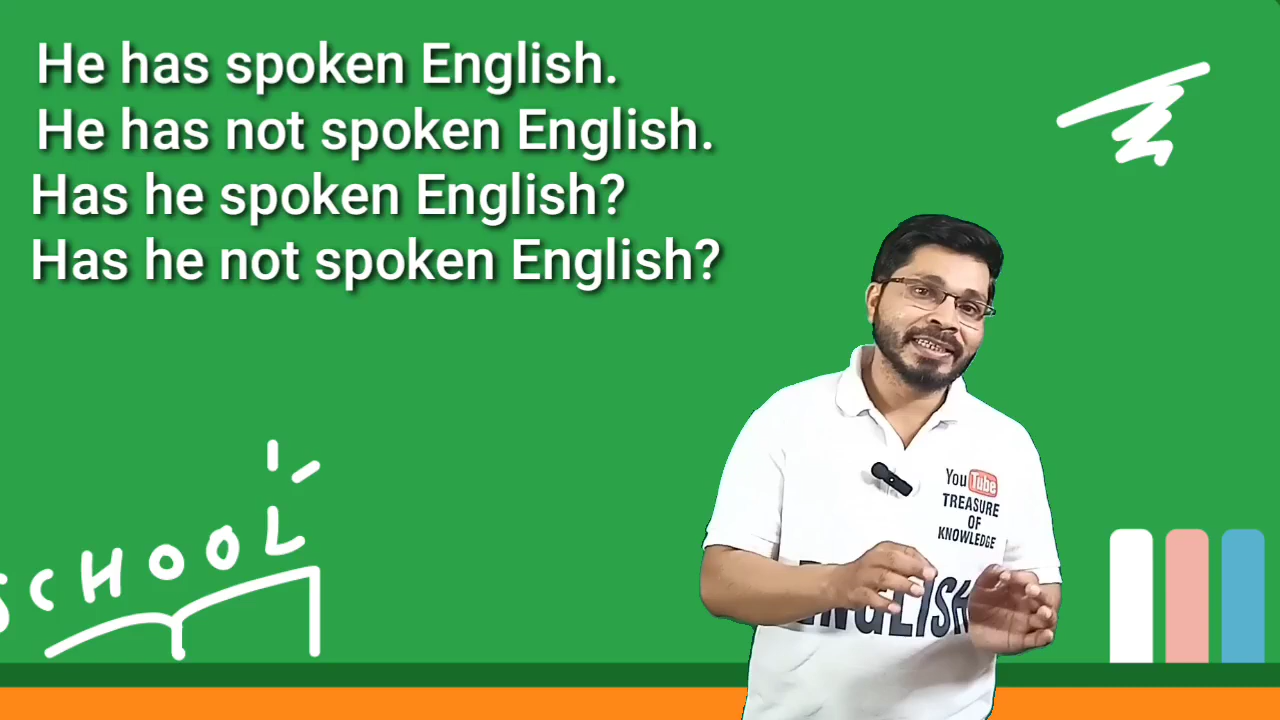 He has spoken English.
He has not spoken English.
Has he spoken English?
Has he not spoken English?
YouTube
TREASURE
OF
KNOWLEDGE
ENGLISH
SCHOOL